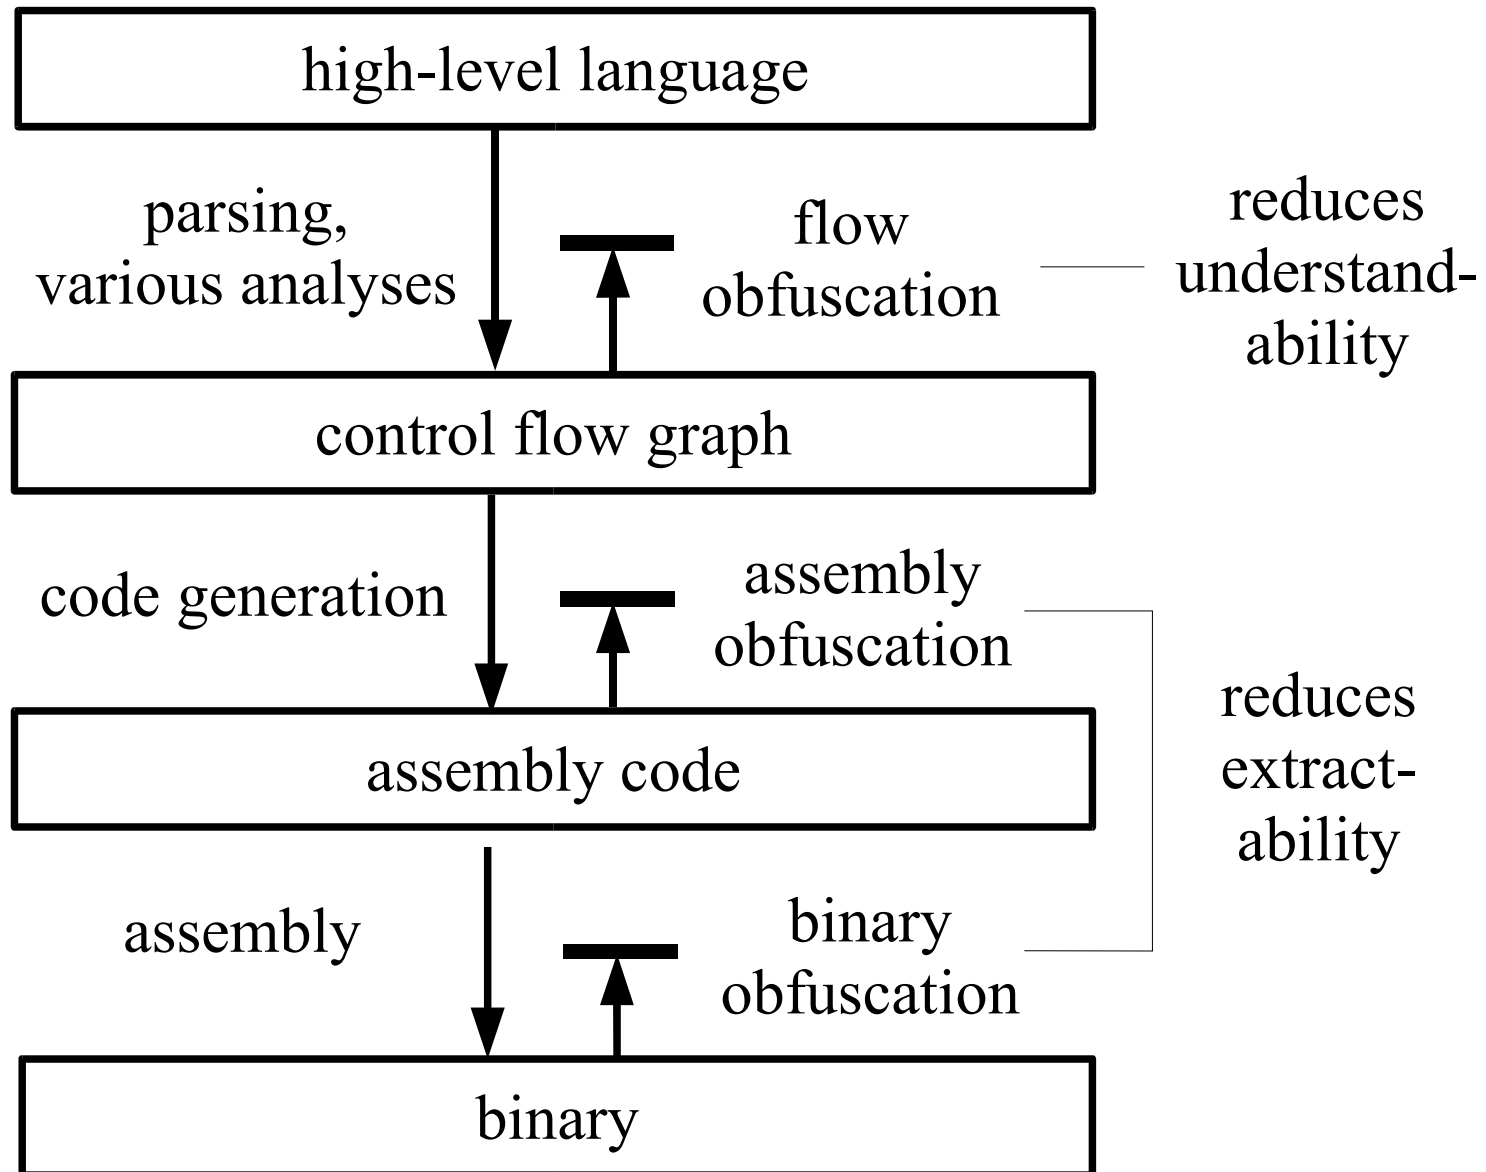 high-level language
parsing,
various analyses
flow
obfuscation
reduces
understand-
ability
control flow graph
code generation
assembly
obfuscation
reduces
extract-
ability
assembly code
assembly
binary
obfuscation
binary